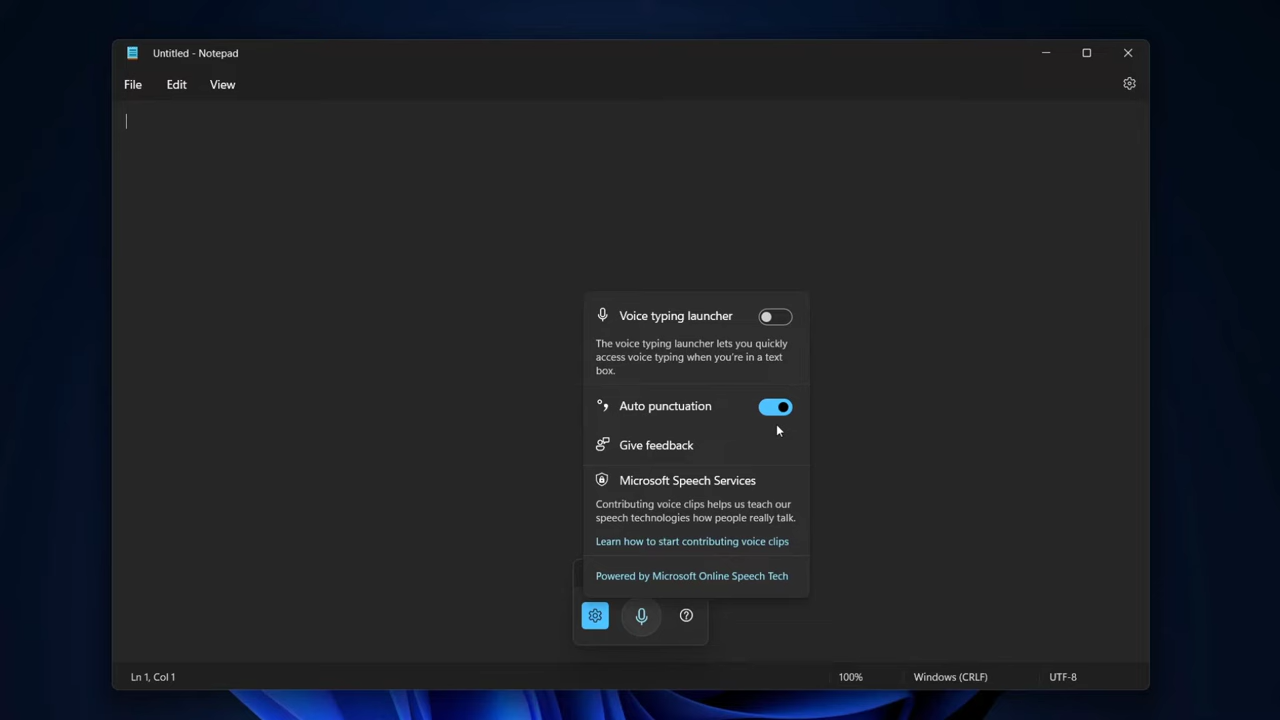 Untitled - Notepad
File Edit View
Voice typing launcher
The voice typing launcher lets you quickly
access voice typing when you're in a text
box.
Auto punctuation
Give feedback
Microsoft Speech Services
Contributing voice clips helps us teach our
speech technologies how people really talk.
Learn how to start contributing voice clips
Powered by Microsoft Online Speech Tech
Ln 1, Col 1 100% Windows (CRLF) UTF-8